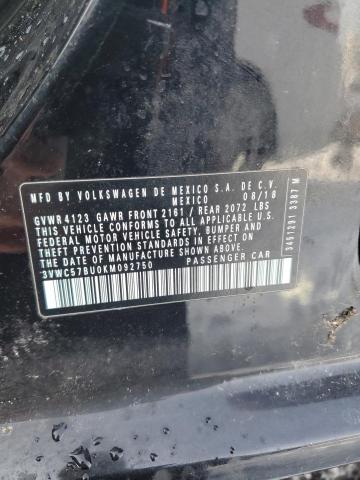 MFD BY VOLKSWAGEN DE MEXICO S.A. DE C.V.
MEXICO 08/18
GVWR 4123 GAWR FRONT 2161 / REAR 2072 LBS
THIS VEHICLE CONFORMS TO ALL APPLICABLE US
FEDERAL MOTOR VEHICLE SAFETY, BUMPER, AND
THEFT PREVENTION STANDARDS IN EFFECT ON THE
DATE OF MANUFACTURE SHOWN ABOVE.
3VWC57BU0KM092750 PASSENGER CAR
3451291 3387 M